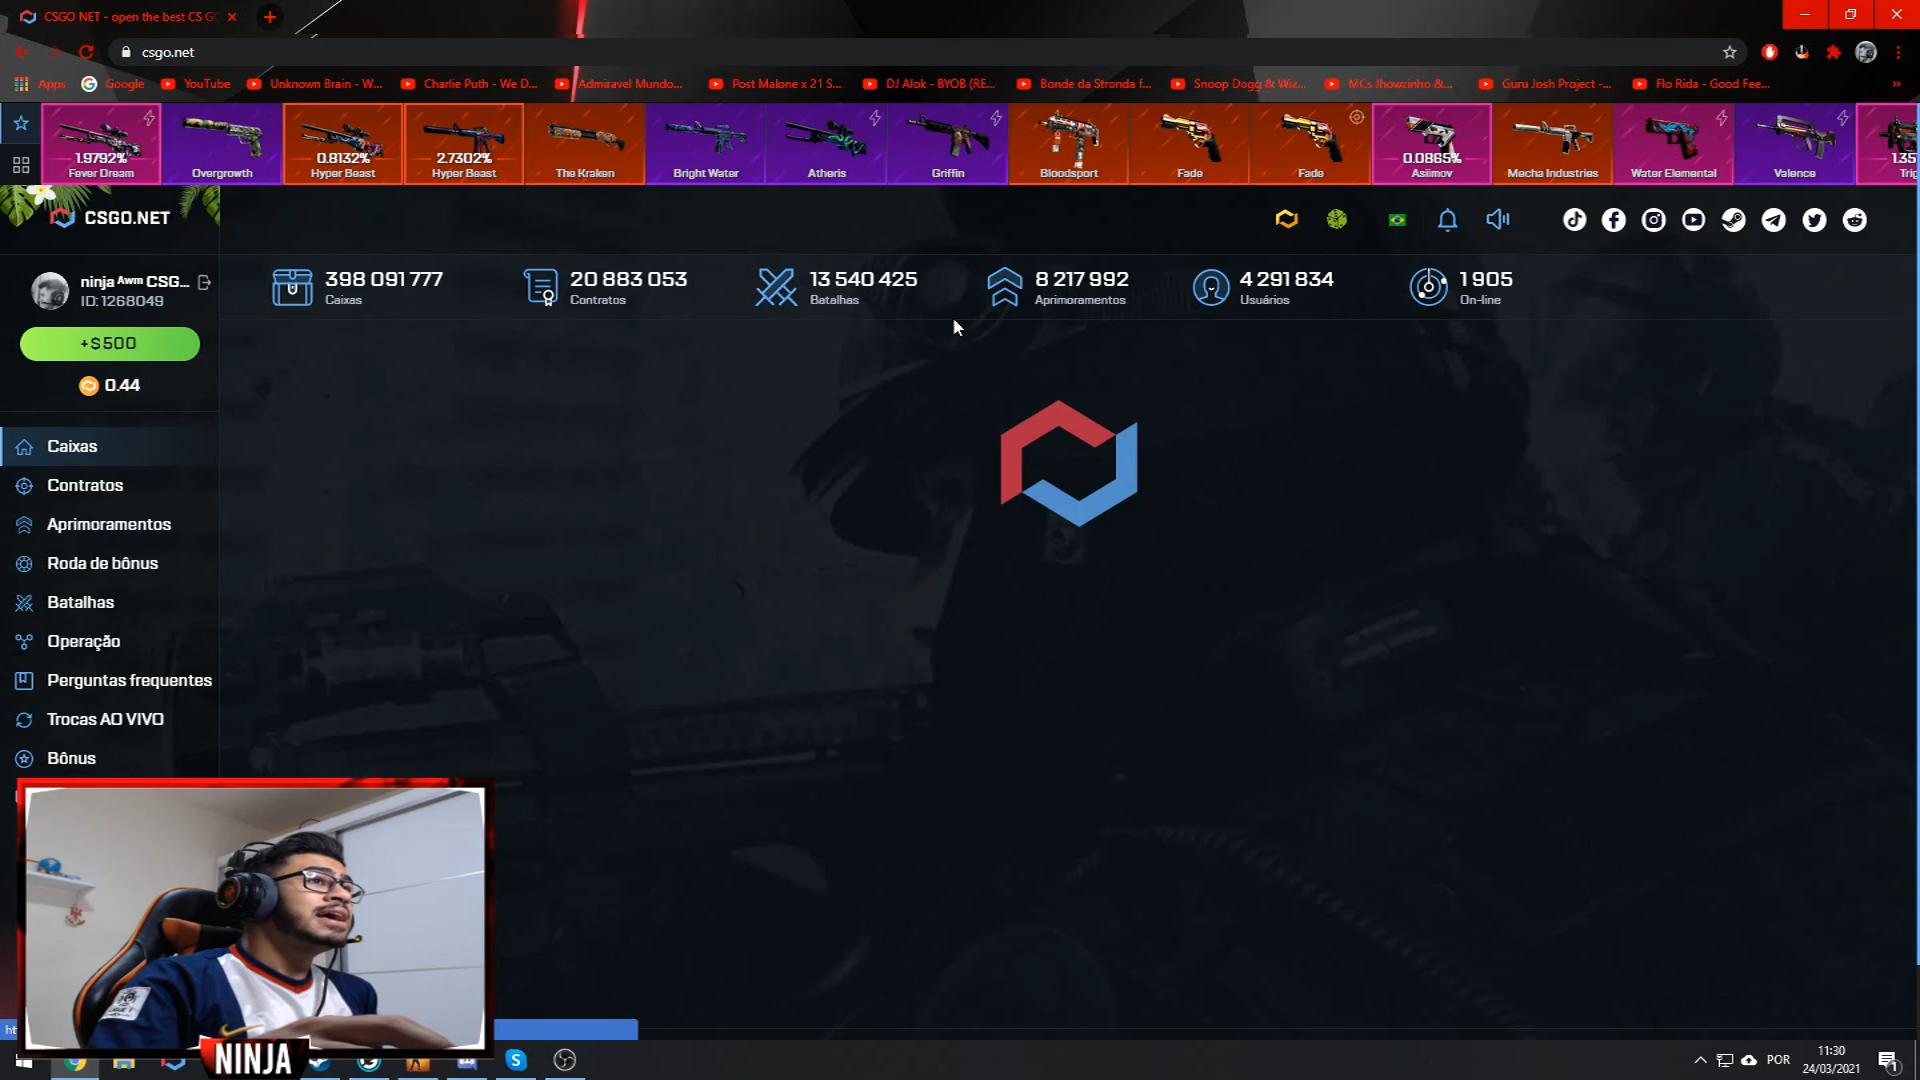 CSGO NET - open the best CS G
csgo.net
Apps
Google
YouTube
Unknown Brain - W...
Charlie Puth - We D...
Admiravel Mundo...
Post Malone x 21 S...
DJ Alok - BYOB (RE...
Bonde da Stronda f...
Snoop Dogg & Wiz...
MCs Jhowzinho &...
Guru Josh Project -...
Flo Rida - Good Fee...
»
1.9792%
Fever Dream
Overgrowth
0.8132%
Hyper Beast
2.7302%
Hyper Beast
The Kraken
Bright Water
Atheris
Griffin
Bloodsport
Fade
Fade
0.0865%
Asiimov
Mecha Industries
Water Elemental
Valence
1.35
Tri
CSGO.NET
ninja ᴬʷᵐ CSG...
ID:1268049
+$500
0.44
398 091 777
Caixas
20 883 053
Contratos
13 540 425
Batalhas
8 217 992
Aprimoramentos
4 291 834
Usuários
1 905
On-line
Caixas
Contratos
Aprimoramentos
Roda de bônus
Batalhas
Operação
Perguntas frequentes
Trocas AO VIVO
Bônus
NINJA
POR
11:30
24/03/2021
1